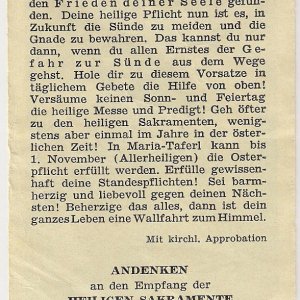 den Frieden deiner Seele gefun-
den. Deine heilige Pflicht nun ist es, in
Zukunft die Sünde zu meiden und die
Gnade zu bewahren. Das kannst du nur
dann, wenn du allen Ernstes der Ge-
fahr zur Sünde aus dem Wege
gehst. Hole dir zu diesem Vorsatze in
täglichem Gebete die Hilfe von oben!
Versäume keinen Sonn- und Feiertag
die heilige Messe und Predigt! Geh öfter
zu den heiligen Sakramenten, wenig-
stens aber einmal im Jahre in der öster-
lichen Zeit! In Maria-Taferl kann bis
1. November (Allerheiligen) die Oster-
pflicht erfüllt werden. Erfülle gewissen-
haft deine Standespflichten! Sei barm-
herzig und liebevoll gegen deinen Näch-
sten! Beherzige das alles, dann ist dein
ganzes Leben eine Wallfahrt zum Himmel.
Mit kirchl. Approbation
ANDENKEN
an den Empfang der
HEILIGEN SAKRAMENTE